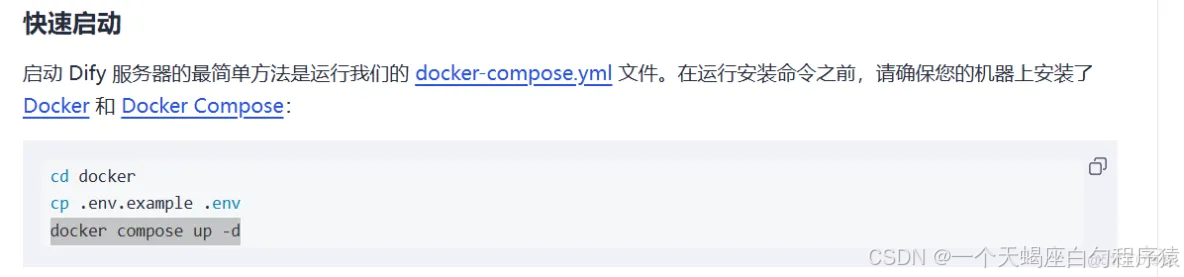 快速启动
启动 Dify 服务器的最简单方法是运行我们的 docker-compose.yml 文件。在运行安装命令之前，请确保您的机器上安装了
Docker 和 Docker Compose：
cd docker
cp .env.example .env
docker compose up -d
CSDN @一个天蝎座白勺程序猿